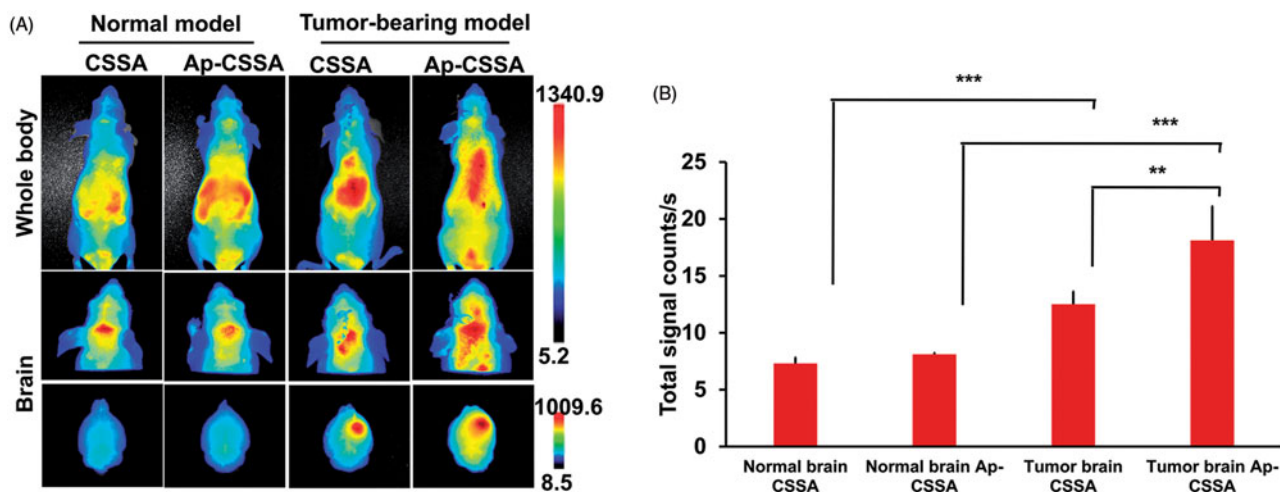 (A)
Normal model
Tumor-bearing model
CSSA
Ap-CSSA
CSSA
Ap-CSSA
Whole body
Brain
1340.9
5.2
1009.6
8.5
(B)
***
***
**
Total signal counts/s
25
20
15
10
5
0
Normal brain
CSSA
Normal brain Ap-
CSSA
Tumor brain
CSSA
Tumor brain Ap-
CSSA